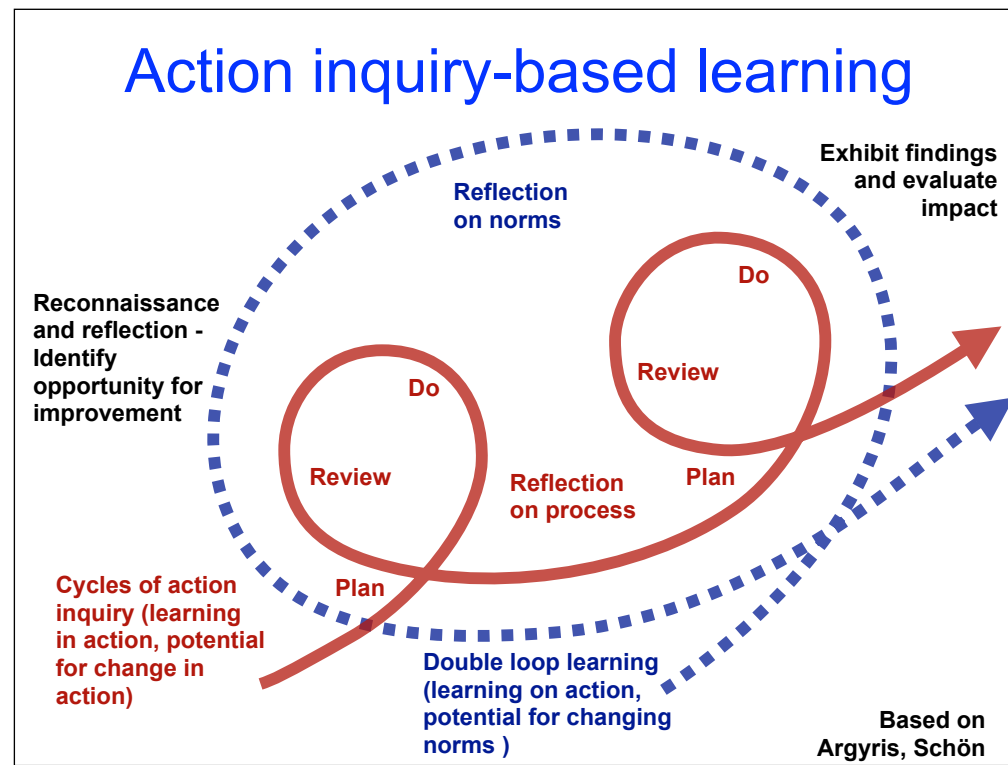 Action inquiry-based learning
Exhibit findings
and evaluate
impact
Reflection
on norms
Do
Reconnaissance
and reflection -
Identify
opportunity for
improvement
Review
Do
Review
Reflection
on process
Plan
Plan
Cycles of action
inquiry (learning
in action, potential
for change in
action)
Double loop learning
(learning on action,
potential for changing
norms )
Based on
Argyris, Schön